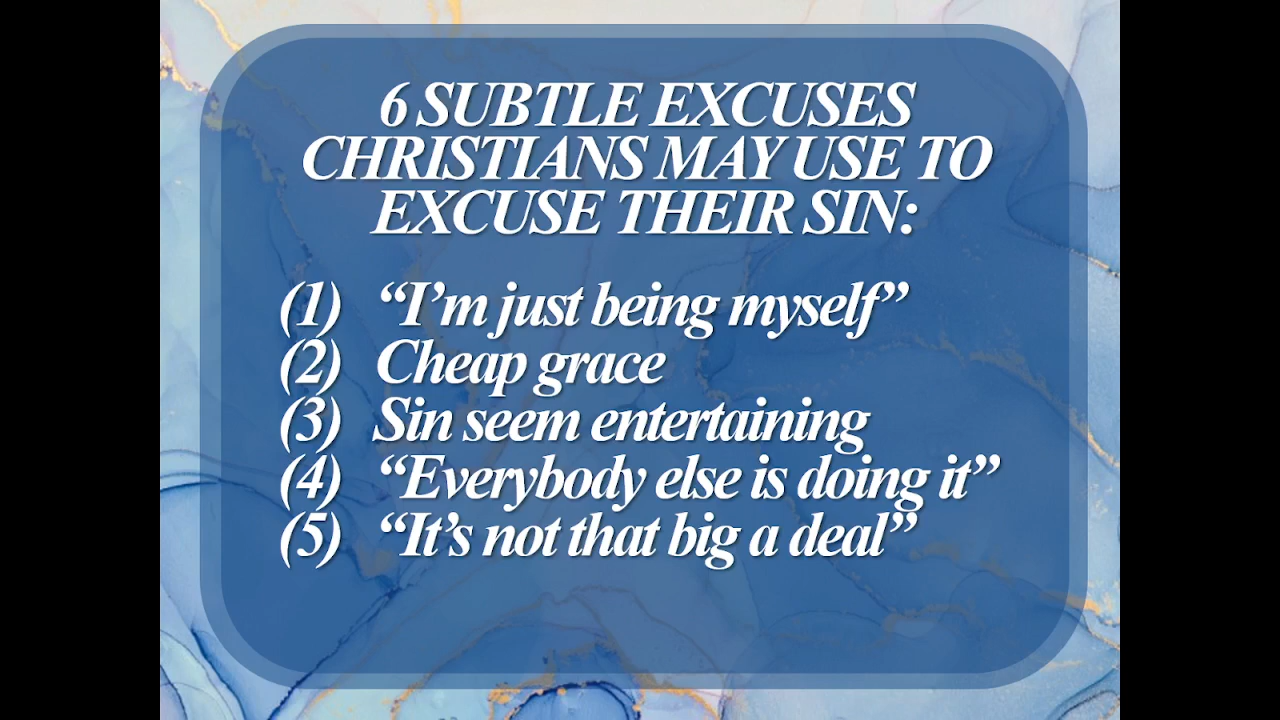 6 SUBTLE EXCUSES
CHRISTIANS MAY USE TO
EXCUSE THEIR SIN:
(1) “I’m just being myself”
(2) Cheap grace
(3) Sin seem entertaining
(4) “Everybody else is doing it”
(5) “It’s not that big a deal”